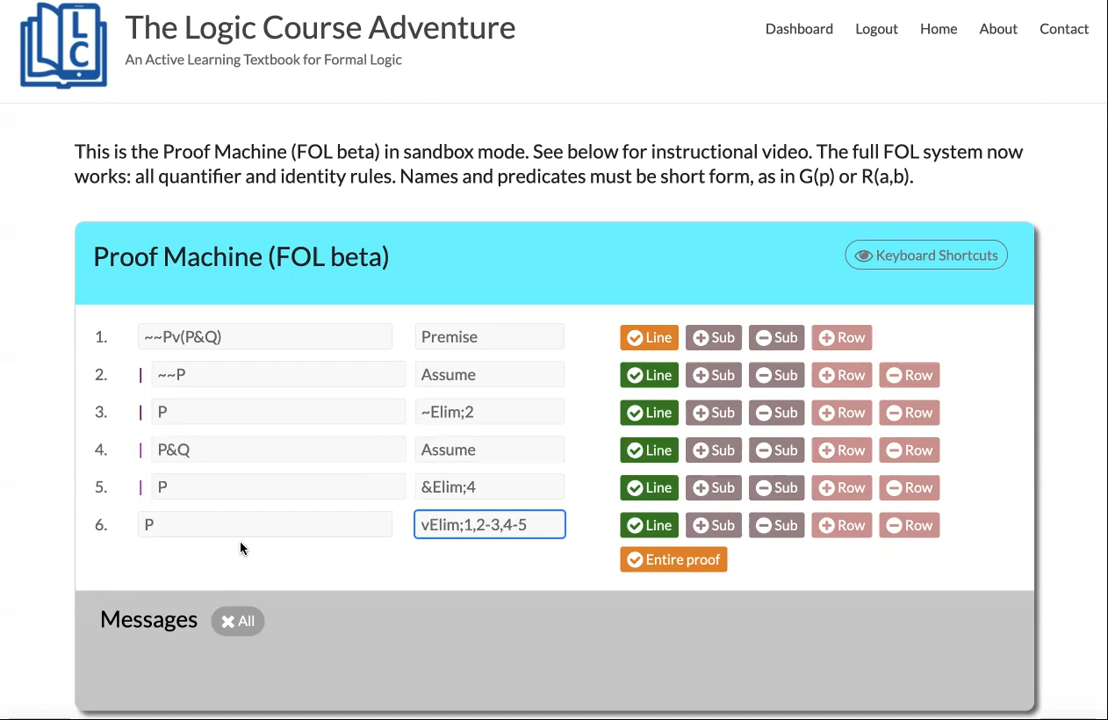 LC
The Logic Course Adventure
An Active Learning Textbook for Formal Logic
Dashboard Logout Home About Contact
This is the Proof Machine (FOL beta) in sandbox mode. See below for instructional video. The full FOL system now
works: all quantifier and identity rules. Names and predicates must be short form, as in G(p) or R(a,b).
Proof Machine (FOL beta)
Keyboard Shortcuts
1. ~~Pv(P&Q) Premise Line Sub Sub Row
2. | ~~P Assume Line Sub Sub Row Row
3. | P ~Elim;2 Line Sub Sub Row Row
4. | P&Q Assume Line Sub Sub Row Row
5. | P &Elim;4 Line Sub Sub Row Row
6. P vElim;1,2-3,4-5 Line Sub Sub Row Row
Entire proof
Messages All